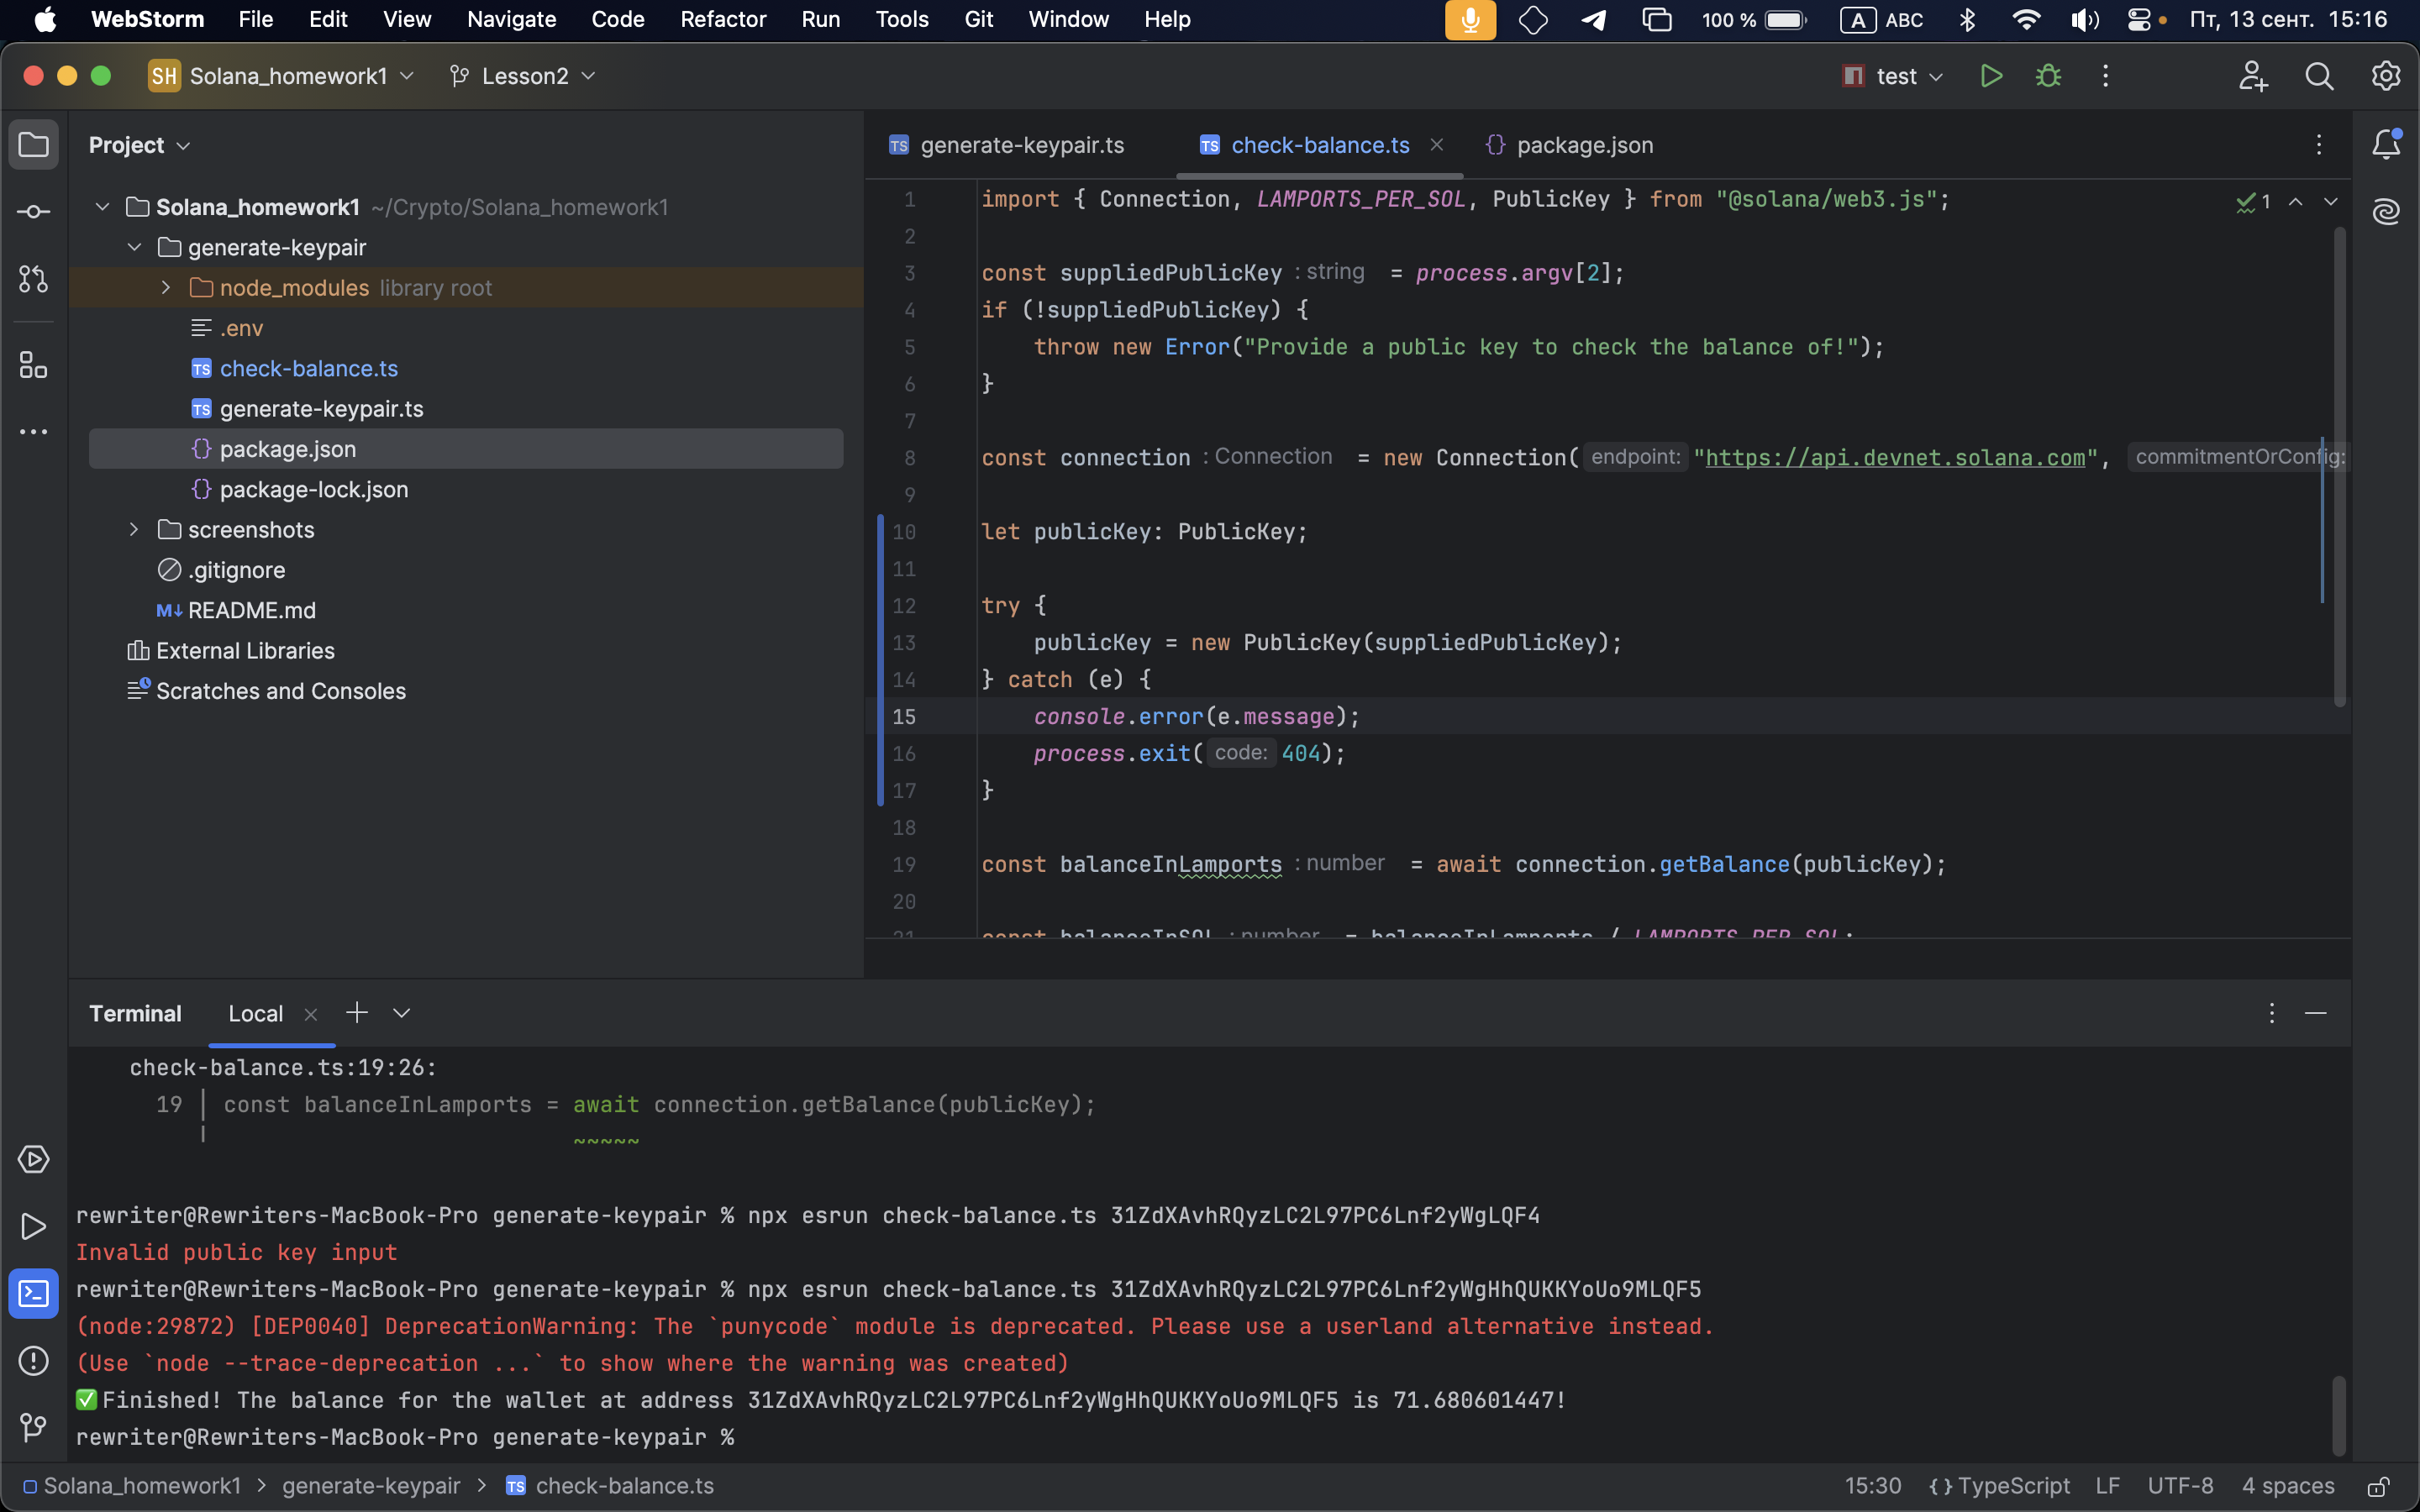 WebStorm File Edit View Navigate Code Refactor Run Tools Git Window Help 100 % A ABC Пт, 13 сент. 15:16
SH Solana_homework1 Lesson2 test
Project
Solana_homework1 ~/Crypto/Solana_homework1
generate-keypair
node_modules library root
.env
TS check-balance.ts
TS generate-keypair.ts
{} package.json
{} package-lock.json
screenshots
.gitignore
M↓ README.md
External Libraries
Scratches and Consoles
TS generate-keypair.ts TS check-balance.ts {} package.json
1 import { Connection, LAMPORTS_PER_SOL, PublicKey } from "@solana/web3.js"; 1
2
3 const suppliedPublicKey : string = process.argv[2];
4 if (!suppliedPublicKey) {
5 throw new Error("Provide a public key to check the balance of!");
6 }
7
8 const connection : Connection = new Connection( endpoint: "https://api.devnet.solana.com", commitmentOrConfig:
9
10 let publicKey: PublicKey;
11
12 try {
13 publicKey = new PublicKey(suppliedPublicKey);
14 } catch (e) {
15 console.error(e.message);
16 process.exit( code: 404);
17 }
18
19 const balanceInLamports : number = await connection.getBalance(publicKey);
20
21 const balanceInSOL : number = balanceInLamports / LAMPORTS_PER_SOL;
Terminal Local
check-balance.ts:19:26:
19 │ const balanceInLamports = await connection.getBalance(publicKey);
~~~~~
rewriter@Rewriters-MacBook-Pro generate-keypair % npx esrun check-balance.ts 31ZdXAvhRQyzLC2L97PC6Lnf2yWgLQF4
Invalid public key input
rewriter@Rewriters-MacBook-Pro generate-keypair % npx esrun check-balance.ts 31ZdXAvhRQyzLC2L97PC6Lnf2yWgHhQUKKYoUo9MLQF5
(node:29872) [DEP0040] DeprecationWarning: The `punycode` module is deprecated. Please use a userland alternative instead.
(Use `node --trace-deprecation ...` to show where the warning was created)
✅Finished! The balance for the wallet at address 31ZdXAvhRQyzLC2L97PC6Lnf2yWgHhQUKKYoUo9MLQF5 is 71.680601447!
rewriter@Rewriters-MacBook-Pro generate-keypair %
Solana_homework1 > generate-keypair > TS check-balance.ts 15:30 {} TypeScript LF UTF-8 4 spaces